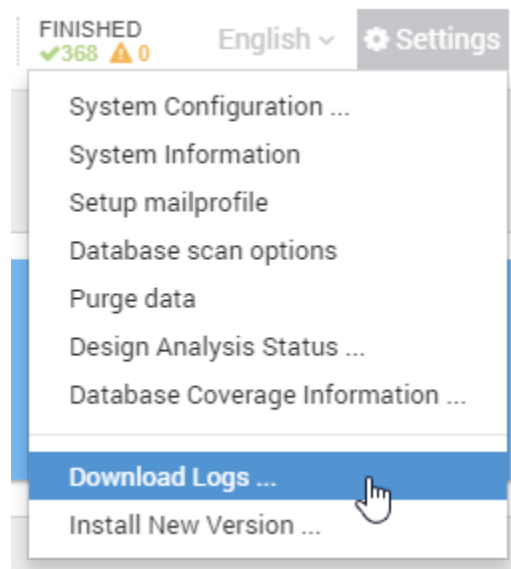 FINISHED
368 0
English
Settings
System Configuration ...
System Information
Setup mailprofile
Database scan options
Purge data
Design Analysis Status ...
Database Coverage Information ...
Download Logs ...
Install New Version ...